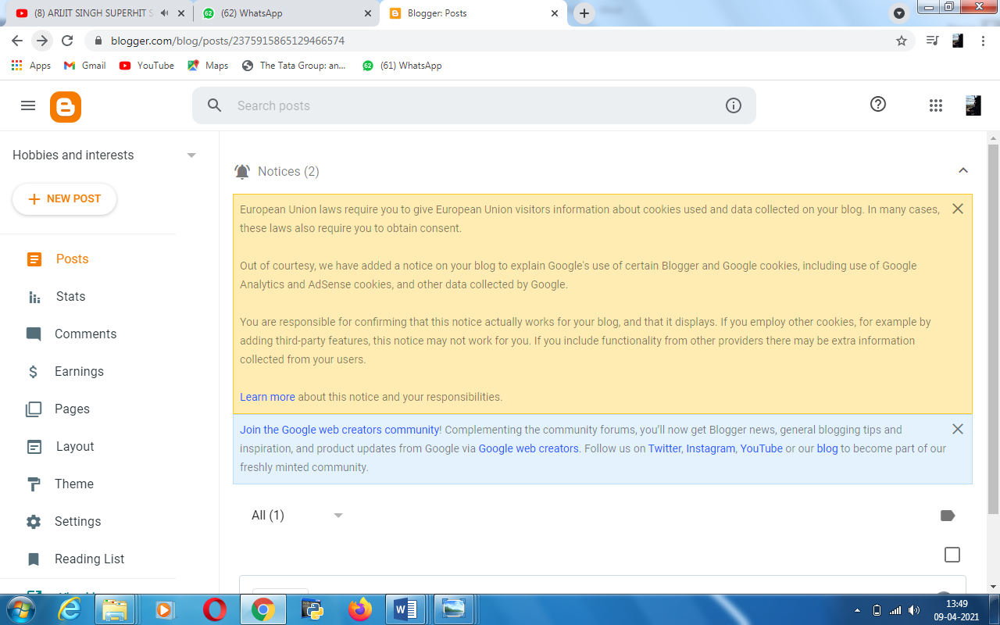 (8) ARIJIT SINGH SUPERHIT S
(62) WhatsApp
Blogger: Posts
blogger.com/blog/posts/2375915865129466574
Apps
Gmail
YouTube
Maps
The Tata Group: an...
62
(61) WhatsApp
Search posts
Hobbies and interests
NEW POST
Posts
Stats
Comments
Earnings
Pages
Layout
Theme
Settings
Reading List
Notices (2)
European Union laws require you to give European Union visitors information about cookies used and data collected on your blog. In many cases,
these laws also require you to obtain consent.
Out of courtesy, we have added a notice on your blog to explain Google's use of certain Blogger and Google cookies, including use of Google
Analytics and AdSense cookies, and other data collected by Google.
You are responsible for confirming that this notice actually works for your blog, and that it displays. If you employ other cookies, for example by
adding third-party features, this notice may not work for you. If you include functionality from other providers there may be extra information
collected from your users.
Learn more about this notice and your responsibilities.
Join the Google web creators community! Complementing the community forums, you'll now get Blogger news, general blogging tips and
inspiration, and product updates from Google via Google web creators. Follow us on Twitter, Instagram, YouTube or our blog to become part of our
freshly minted community.
All (1)
13:49
09-04-2021